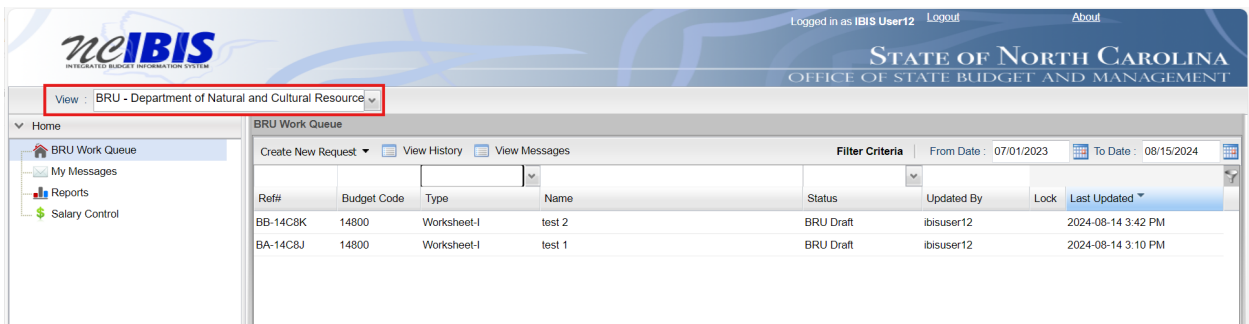 Logged in as IBIS User12 Logout About
ncIBIS
INTEGRATED BUDGET INFORMATION SYSTEM
STATE OF NORTH CAROLINA
OFFICE OF STATE BUDGET AND MANAGEMENT
View : BRU - Department of Natural and Cultural Resource
Home
BRU Work Queue
My Messages
Reports
$ Salary Control
BRU Work Queue
Create New Request View History View Messages Filter Criteria From Date : 07/01/2023 To Date : 08/15/2024
Ref# Budget Code Type Name Status Updated By Lock Last Updated
BB-14C8K 14800 Worksheet-I test 2 BRU Draft ibisuser12 2024-08-14 3:42 PM
BA-14C8J 14800 Worksheet-I test 1 BRU Draft ibisuser12 2024-08-14 3:10 PM